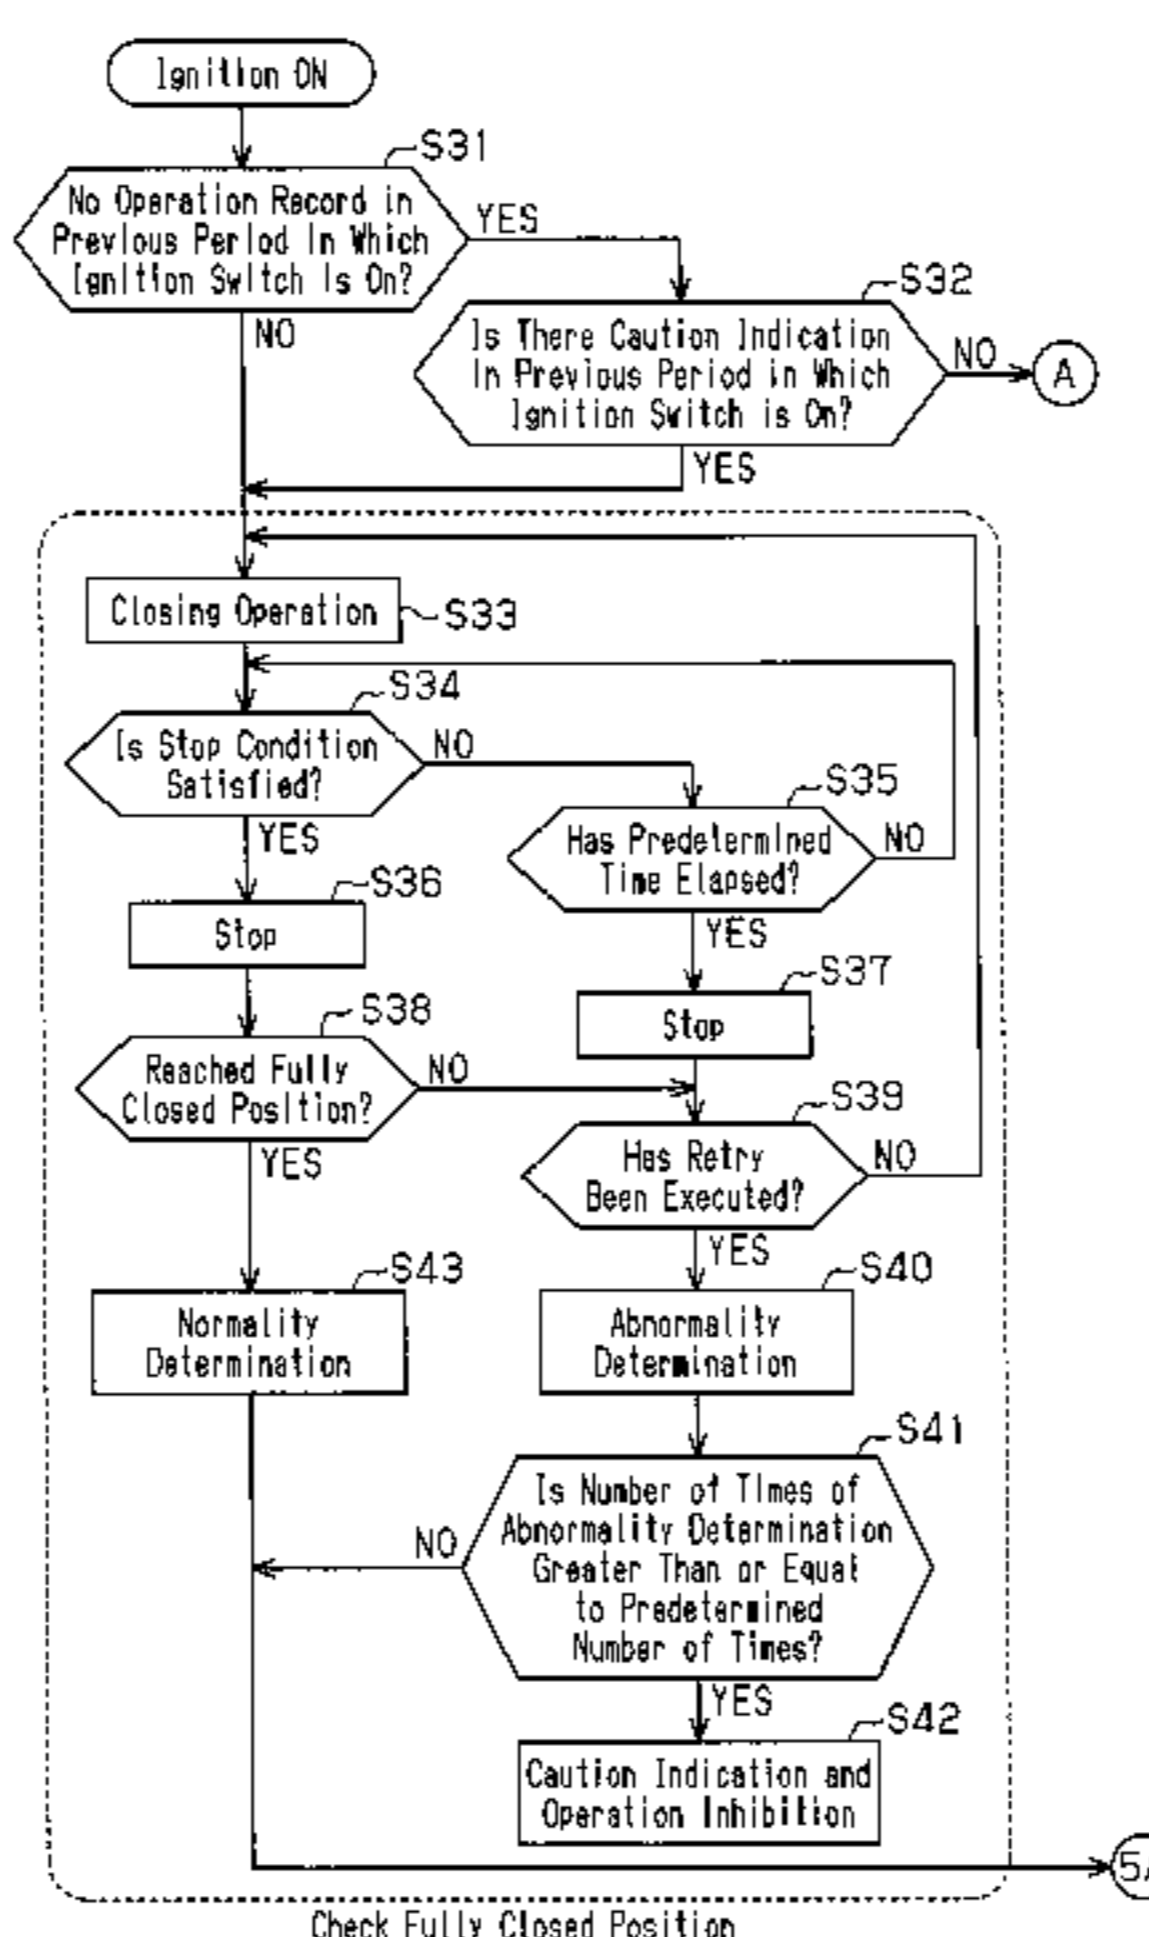 Ignition ON
S31
No Operation Record in
Previous Period in Which
Ignition Switch is On?
YES
NO
S32
Is There Caution Indication
in Previous Period in Which
Ignition Switch is On?
NO
A
YES
Closing Operation
S33
S34
Is Stop Condition
Satisfied?
NO
YES
S35
Has Predetermined
Time Elapsed?
NO
YES
S36
Stop
S37
Stop
S38
Reached Fully
Closed Position?
NO
YES
S39
Has Retry
Been Executed?
NO
YES
S43
Normality
Determination
S40
Abnormality
Determination
S41
Is Number of Times of
Abnormality Determination
Greater Than or Equal
to Predetermined
Number of Times?
NO
YES
S42
Caution Indication and
Operation Inhibition
Check Fully Closed Position